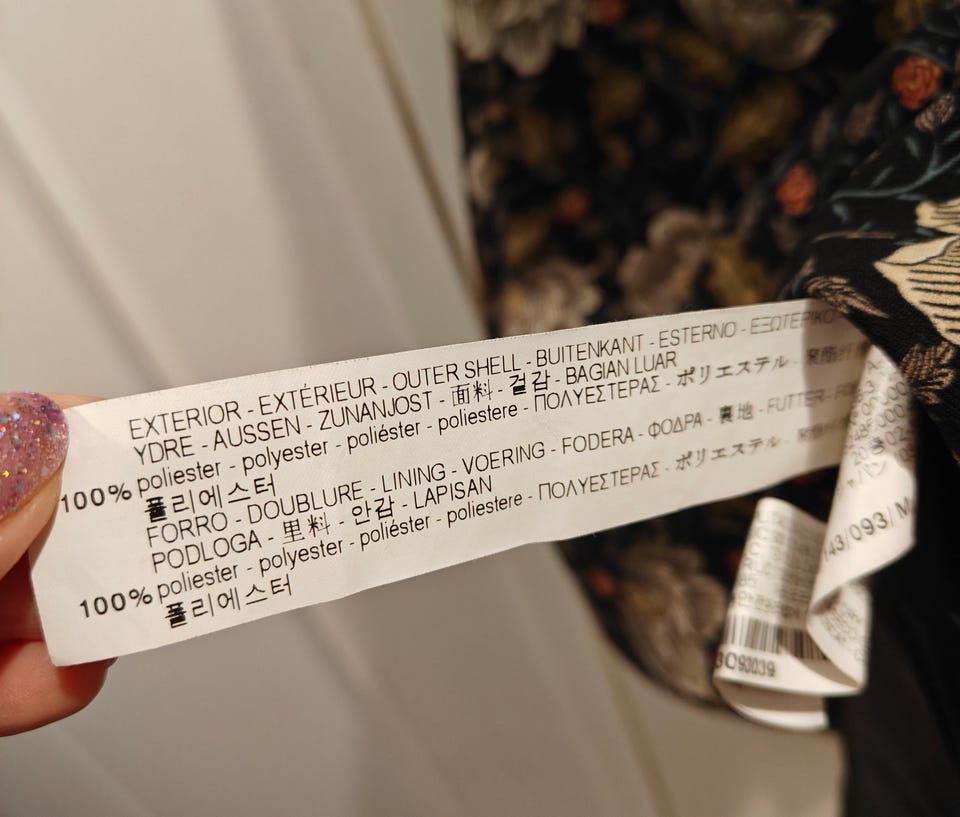 EXTERIOR - EXTÉRIEUR - OUTER SHELL - BUITENKANT - ESTERNO - ΕΞΩΤΕΡΙΚΟ
YDRE - AUSSEN - ZUNANJOST - 面料 - 겉감 - BAGIAN LUAR
100% poliester - polyester - poliéster - poliestere - ΠΟΛΥΕΣΤΕΡΑΣ - ポリエステル -
폴리에스터
FORRO - DOUBLURE - LINING - VOERING - FODERA - ΦΟΔΡΑ - 裏地 - FUTTER -
PODLOGA - 里料 - 안감 - LAPISAN
100% poliester - polyester - poliéster - poliestere - ΠΟΛΥΕΣΤΕΡΑΣ - ポリエステル -
폴리에스터